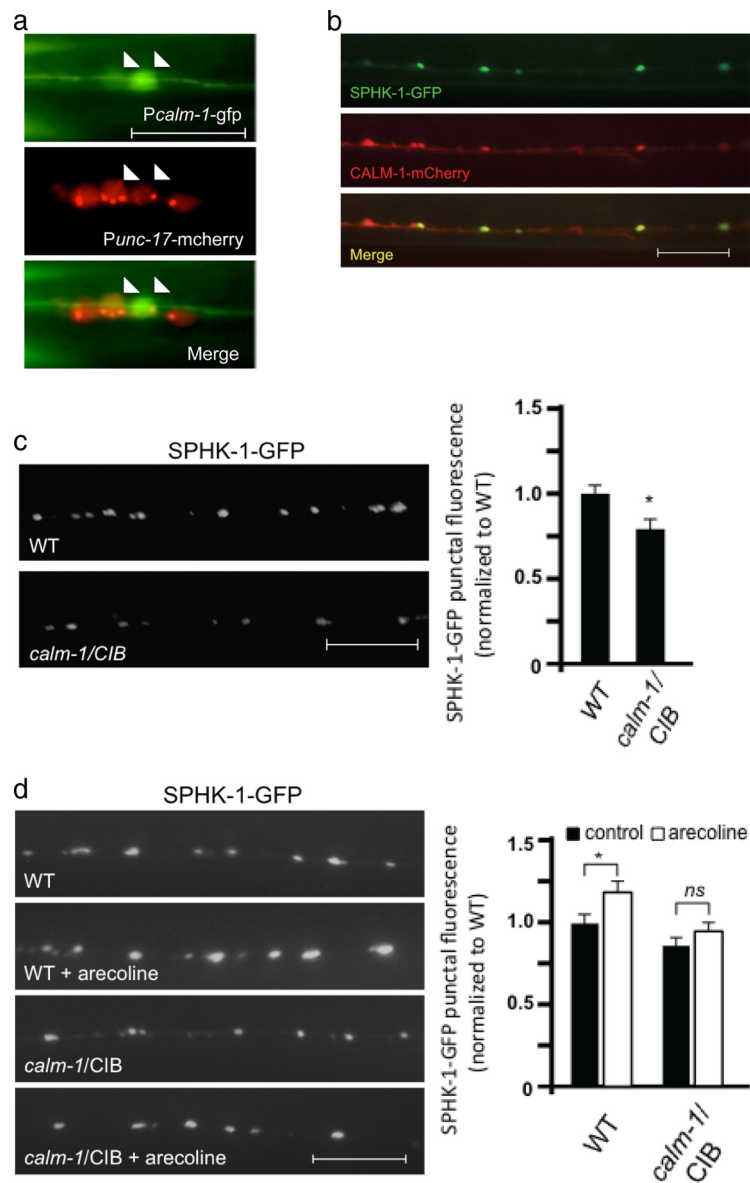 a
Pcalm-1-gfp
Punc-17-mcherry
Merge
b
SPHK-1-GFP
CALM-1-mCherry
Merge
c
SPHK-1-GFP
WT
calm-1/CIB
SPHK-1-GFP punctal fluorescence
(normalized to WT)
1.5
1.0
0.5
0
*
WT
calm-1/
CIB
d
SPHK-1-GFP
WT
WT + arecoline
calm-1/CIB
calm-1/CIB + arecoline
SPHK-1-GFP punctal fluorescence
(normalized to WT)
control arecoline
1.5
1.0
0.5
0
*
ns
WT
calm-1/
CIB